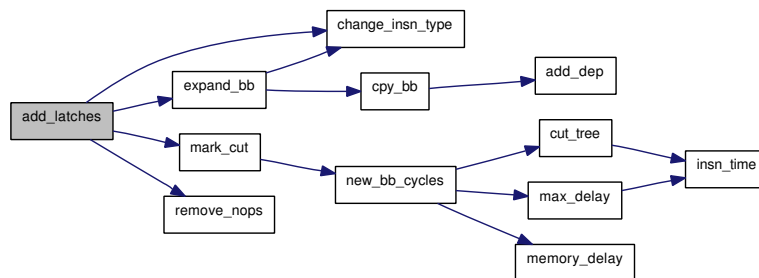 add_latches
change_insn_type
expand_bb
cpy_bb
add_dep
mark_cut
remove_nops
new_bb_cycles
cut_tree
max_delay
memory_delay
insn_time